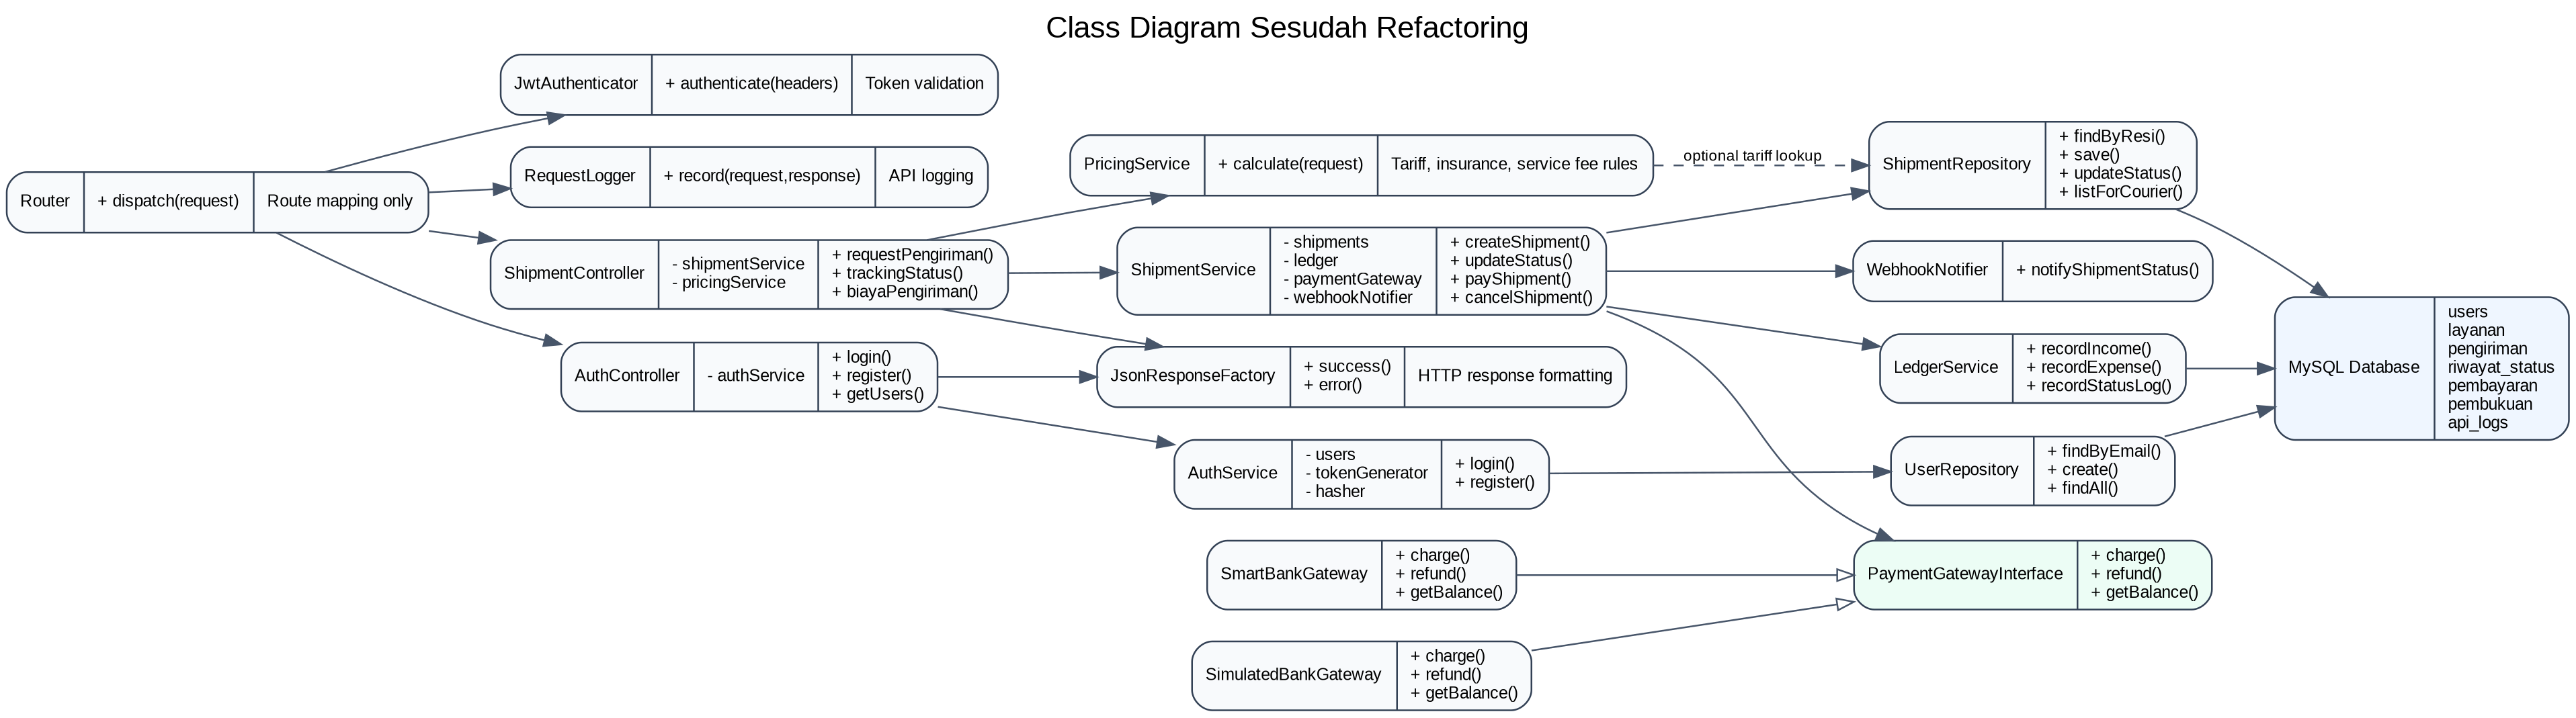 Class Diagram Sesudah Refactoring
JwtAuthenticator
+ authenticate(headers)
Token validation
RequestLogger
+ record(request,response)
API logging
Router
+ dispatch(request)
Route mapping only
ShipmentController
- shipmentService
- pricingService
+ requestPengiriman()
+ trackingStatus()
+ biayaPengiriman()
AuthController
- authService
+ login()
+ register()
+ getUsers()
PricingService
+ calculate(request)
Tariff, insurance, service fee rules
optional tariff lookup
ShipmentService
- shipments
- ledger
- paymentGateway
- webhookNotifier
+ createShipment()
+ updateStatus()
+ payShipment()
+ cancelShipment()
JsonResponseFactory
+ success()
+ error()
HTTP response formatting
AuthService
- users
- tokenGenerator
- hasher
+ login()
+ register()
SmartBankGateway
+ charge()
+ refund()
+ getBalance()
SimulatedBankGateway
+ charge()
+ refund()
+ getBalance()
ShipmentRepository
+ findByResi()
+ save()
+ updateStatus()
+ listForCourier()
WebhookNotifier
+ notifyShipmentStatus()
LedgerService
+ recordIncome()
+ recordExpense()
+ recordStatusLog()
UserRepository
+ findByEmail()
+ create()
+ findAll()
PaymentGatewayInterface
+ charge()
+ refund()
+ getBalance()
MySQL Database
users
layanan
pengiriman
riwayat_status
pembayaran
pembukuan
api_logs